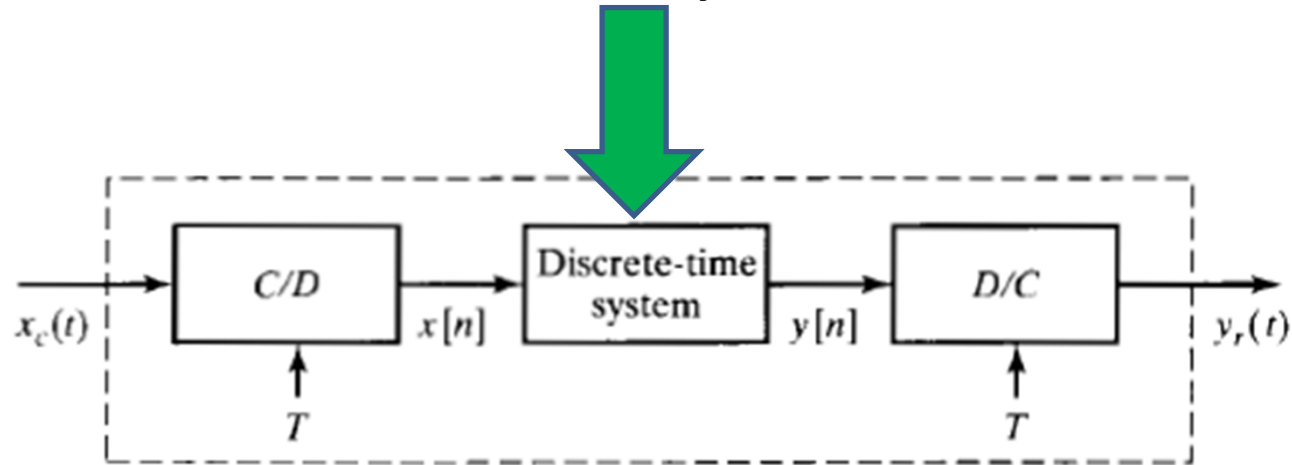 C/D
Discrete-time
system
D/C
x_c(t)
x[n]
y[n]
y_r(t)
T
T